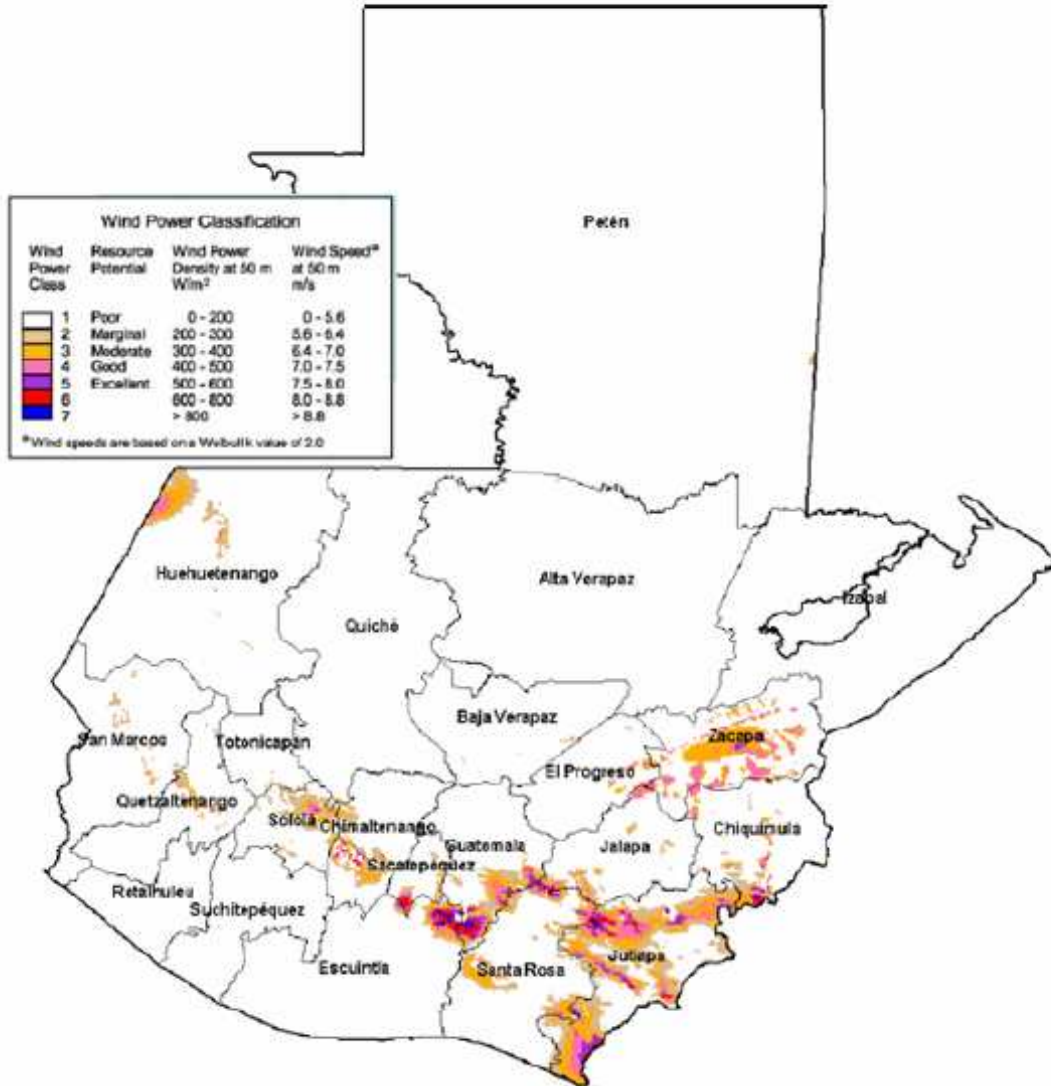 Wind Power Classification
Wind Power Class
Resource Potential
Wind Power Density at 50 m W/m²
Wind Speedᵃ at 50 m m/s
1 Poor 0 - 200 0 - 5.6
2 Marginal 200 - 300 5.6 - 6.4
3 Moderate 300 - 400 6.4 - 7.0
4 Good 400 - 500 7.0 - 7.5
5 Excellent 500 - 600 7.5 - 8.0
6 600 - 800 8.0 - 8.8
7 > 800 > 8.8
ᵃWind speeds are based on a Weibull k value of 2.0
Petén
Huehuetenango
Alta Verapaz
Izabal
Quiché
Baja Verapaz
San Marcos
Totonicapán
Zacapa
El Progreso
Quetzaltenango
Sololá
Chimaltenango
Chiquimula
Guatemala
Jalapa
Sacatepéquez
Retalhuleu
Suchitepéquez
Escuintla
Santa Rosa
Jutiapa